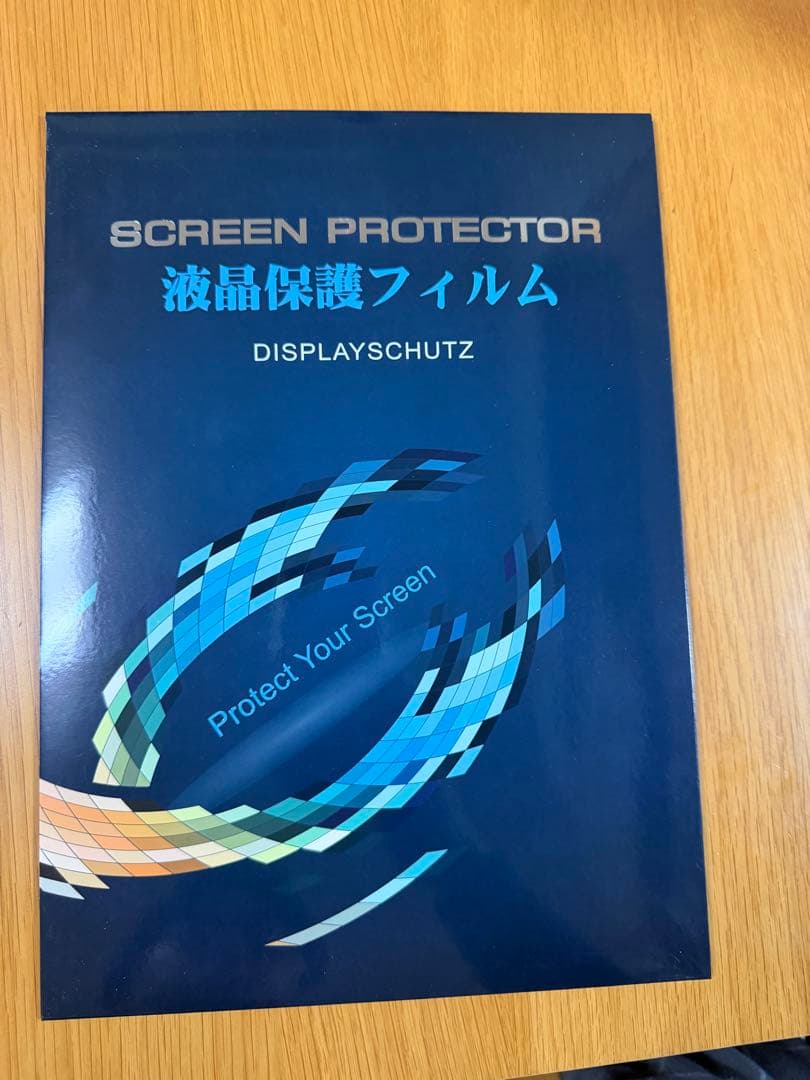 SCREEN PROTECTOR
液晶保護フィルム
DISPLAYSCHUTZ
Protect Your Screen